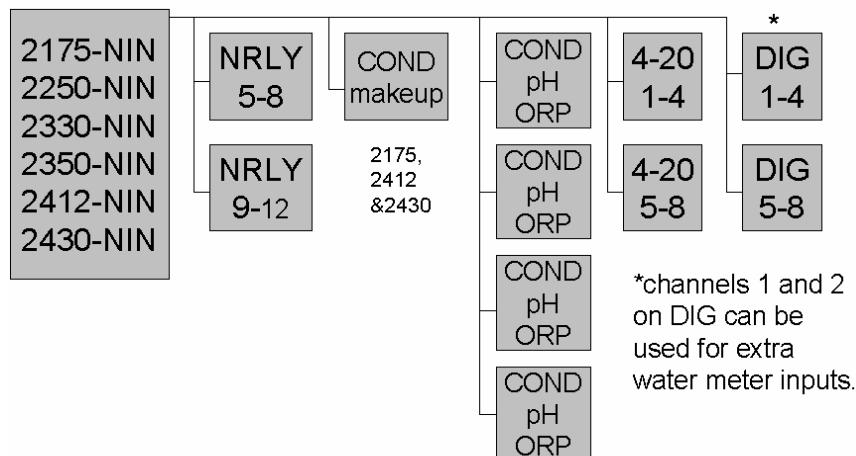 2175-NIN
2250-NIN
2330-NIN
2350-NIN
2412-NIN
2430-NIN
NRLY
5-8
NRLY
9-12
COND
makeup
2175,
2412
&2430
COND
pH
ORP
COND
pH
ORP
COND
pH
ORP
COND
pH
ORP
4-20
1-4
4-20
5-8
*
DIG
1-4
DIG
5-8
*channels 1 and 2
on DIG can be
used for extra
water meter inputs.